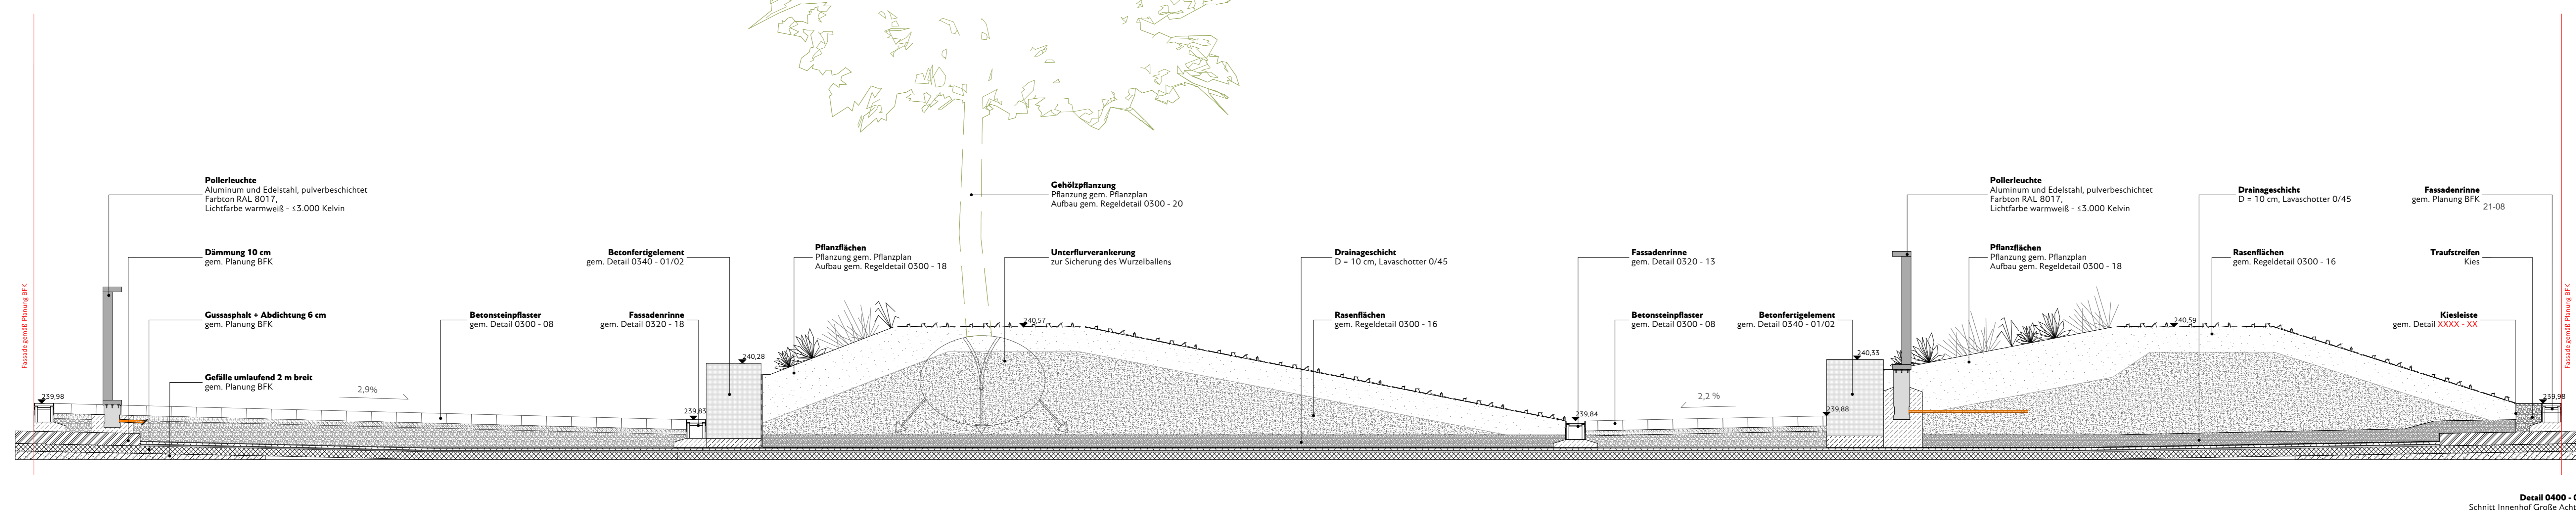 Fassade gemäß Planung BFK
Pollerleuchte
Aluminum und Edelstahl, pulverbeschichtet
Farbton RAL 8017,
Lichtfarbe warmweiß - ≤3.000 Kelvin
Dämmung 10 cm
gem. Planung BFK
Gussasphalt + Abdichtung 6 cm
gem. Planung BFK
Gefälle umlaufend 2 m breit
gem. Planung BFK
239,98
2,9%
Betonsteinpflaster
gem. Detail 0300 - 08
Betonfertigelement
gem. Detail 0340 - 01/02
Fassadenrinne
gem. Detail 0320 - 18
239,83
240,28
Pflanzflächen
Pflanzung gem. Pflanzplan
Aufbau gem. Regeldetail 0300 - 18
Gehölzpflanzung
Pflanzung gem. Pflanzplan
Aufbau gem. Regeldetail 0300 - 20
Unterflurverankerung
zur Sicherung des Wurzelballens
240,57
Drainageschicht
D = 10 cm, Lavaschotter 0/45
Rasenflächen
gem. Regeldetail 0300 - 16
239,84
Fassadenrinne
gem. Detail 0320 - 13
Betonsteinpflaster
gem. Detail 0300 - 08
2,2 %
Betonfertigelement
gem. Detail 0340 - 01/02
239,88
240,33
Pollerleuchte
Aluminum und Edelstahl, pulverbeschichtet
Farbton RAL 8017,
Lichtfarbe warmweiß - ≤3.000 Kelvin
Pflanzflächen
Pflanzung gem. Pflanzplan
Aufbau gem. Regeldetail 0300 - 18
240,59
Drainageschicht
D = 10 cm, Lavaschotter 0/45
Rasenflächen
gem. Regeldetail 0300 - 16
Fassadenrinne
gem. Planung BFK
21-08
Traufstreifen
Kies
Kiesleiste
gem. Detail XXXX - XX
239,98
Fassade gemäß Planung BFK
Detail 0400 - 
Schnitt Innenhof Große Acht